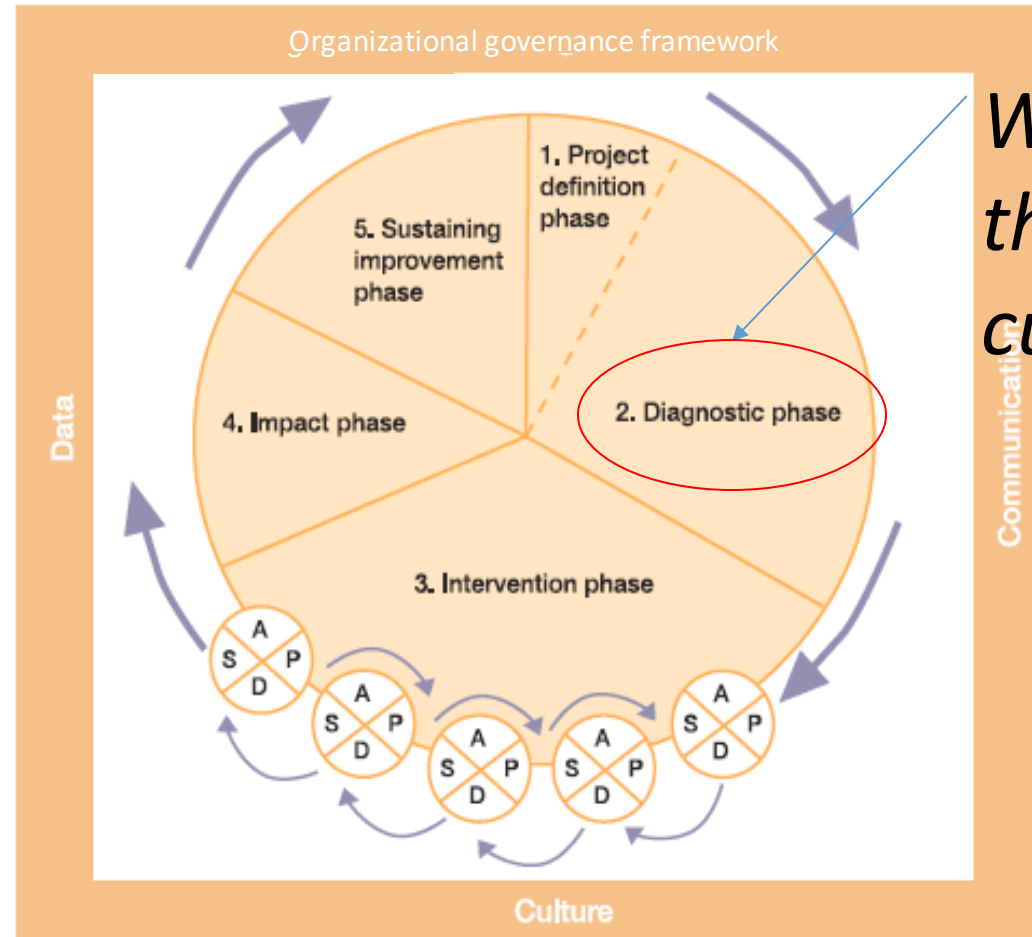 Organizational governance framework
1. Project
definition
phase
5. Sustaining
improvement
phase
2. Diagnostic phase
4. Impact phase
3. Intervention phase
A
S P
D
A
S P
D
A
S P
D
A
S P
D
A
S P
D
Data
Communication
Culture